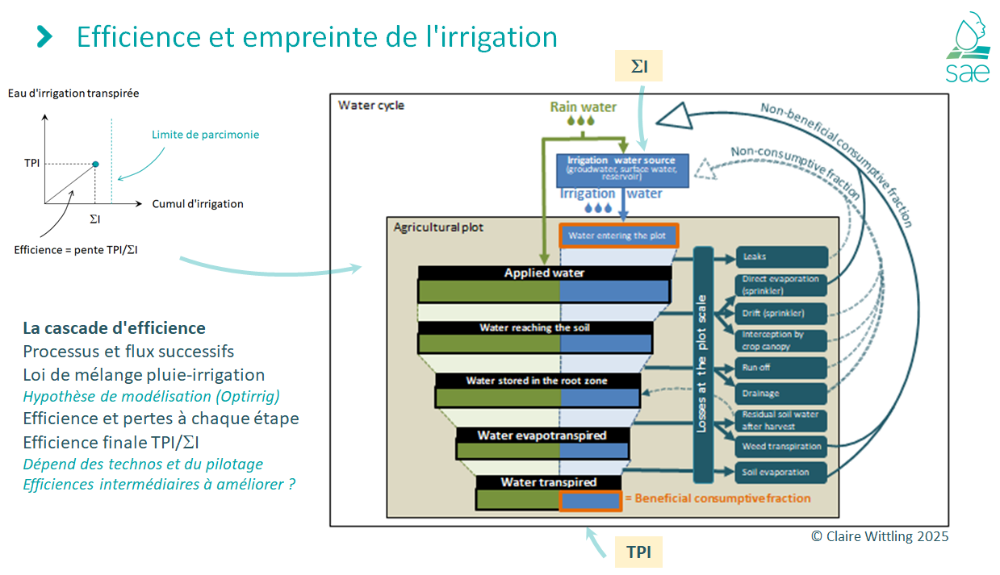 Efficience et empreinte de l'irrigation
sae
ΣI
Eau d'irrigation transpirée
Limite de parcimonie
TPI
Cumul d'irrigation
ΣI
Efficience = pente TPI/ΣI
La cascade d'efficience
Processus et flux successifs
Loi de mélange pluie-irrigation
Hypothèse de modélisation (Optirrig)
Efficience et pertes à chaque étape
Efficience finale TPI/ΣI
Dépend des technos et du pilotage
Efficiences intermédiaires à améliorer ?
Water cycle
Rain water
Non-beneficial consumptive fraction
Non-consumptive fraction
Irrigation water source
(groudwater, surface water,
reservoir)
Irrigation water
Agricultural plot
Water entering the plot
Applied water
Water reaching the soil
Water stored in the root zone
Water evapotranspired
Water transpired
= Beneficial consumptive fraction
Losses at the plot scale
Leaks
Direct evaporation
(sprinkler)
Drift (sprinkler)
Interception by
crop canopy
Run off
Drainage
Residual soil water
after harvest
Weed transpiration
Soil evaporation
© Claire Wittling 2025
TPI